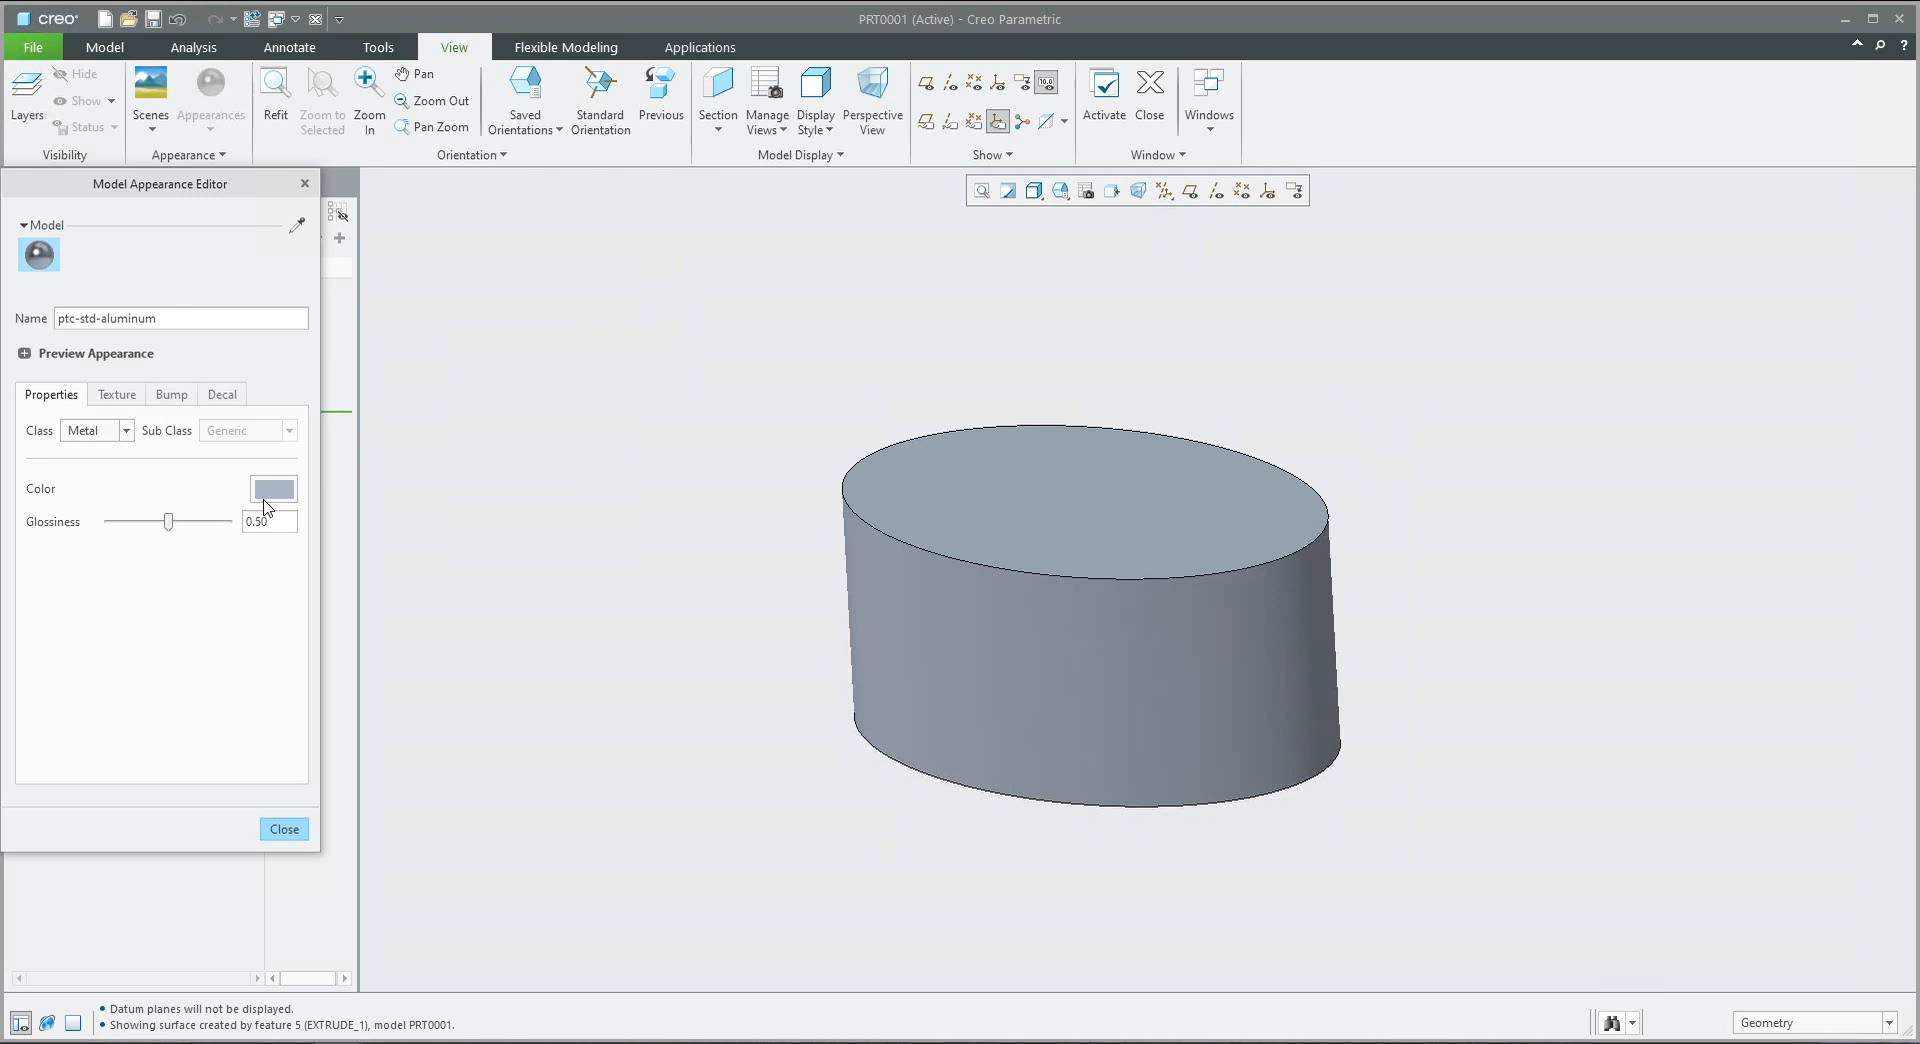 creo®
PRT0001 (Active) - Creo Parametric
File
Model
Analysis
Annotate
Tools
View
Flexible Modeling
Applications
?
Layers
Hide
Show
Status
Visibility
Scenes
Appearances
Appearance
Refit
Zoom to
Selected
Zoom
In
Pan
Zoom Out
Pan Zoom
Saved
Orientations
Standard
Orientation
Previous
Orientation
Section
Manage
Views
Display
Style
Perspective
View
Model Display
10.0
Show
Activate
Close
Windows
Window
Model Appearance Editor
Model
Name ptc-std-aluminum
Preview Appearance
Properties
Texture
Bump
Decal
Class Metal Sub Class Generic
Color
Glossiness 0.50
Close
• Datum planes will not be displayed.
• Showing surface created by feature 5 (EXTRUDE_1), model PRT0001.
Geometry